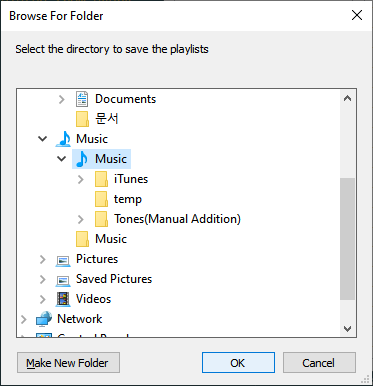 Browse For Folder
Select the directory to save the playlists
Documents
문서
Music
Music
iTunes
temp
Tones(Manual Addition)
Music
Pictures
Saved Pictures
Videos
Network
Make New Folder
OK
Cancel